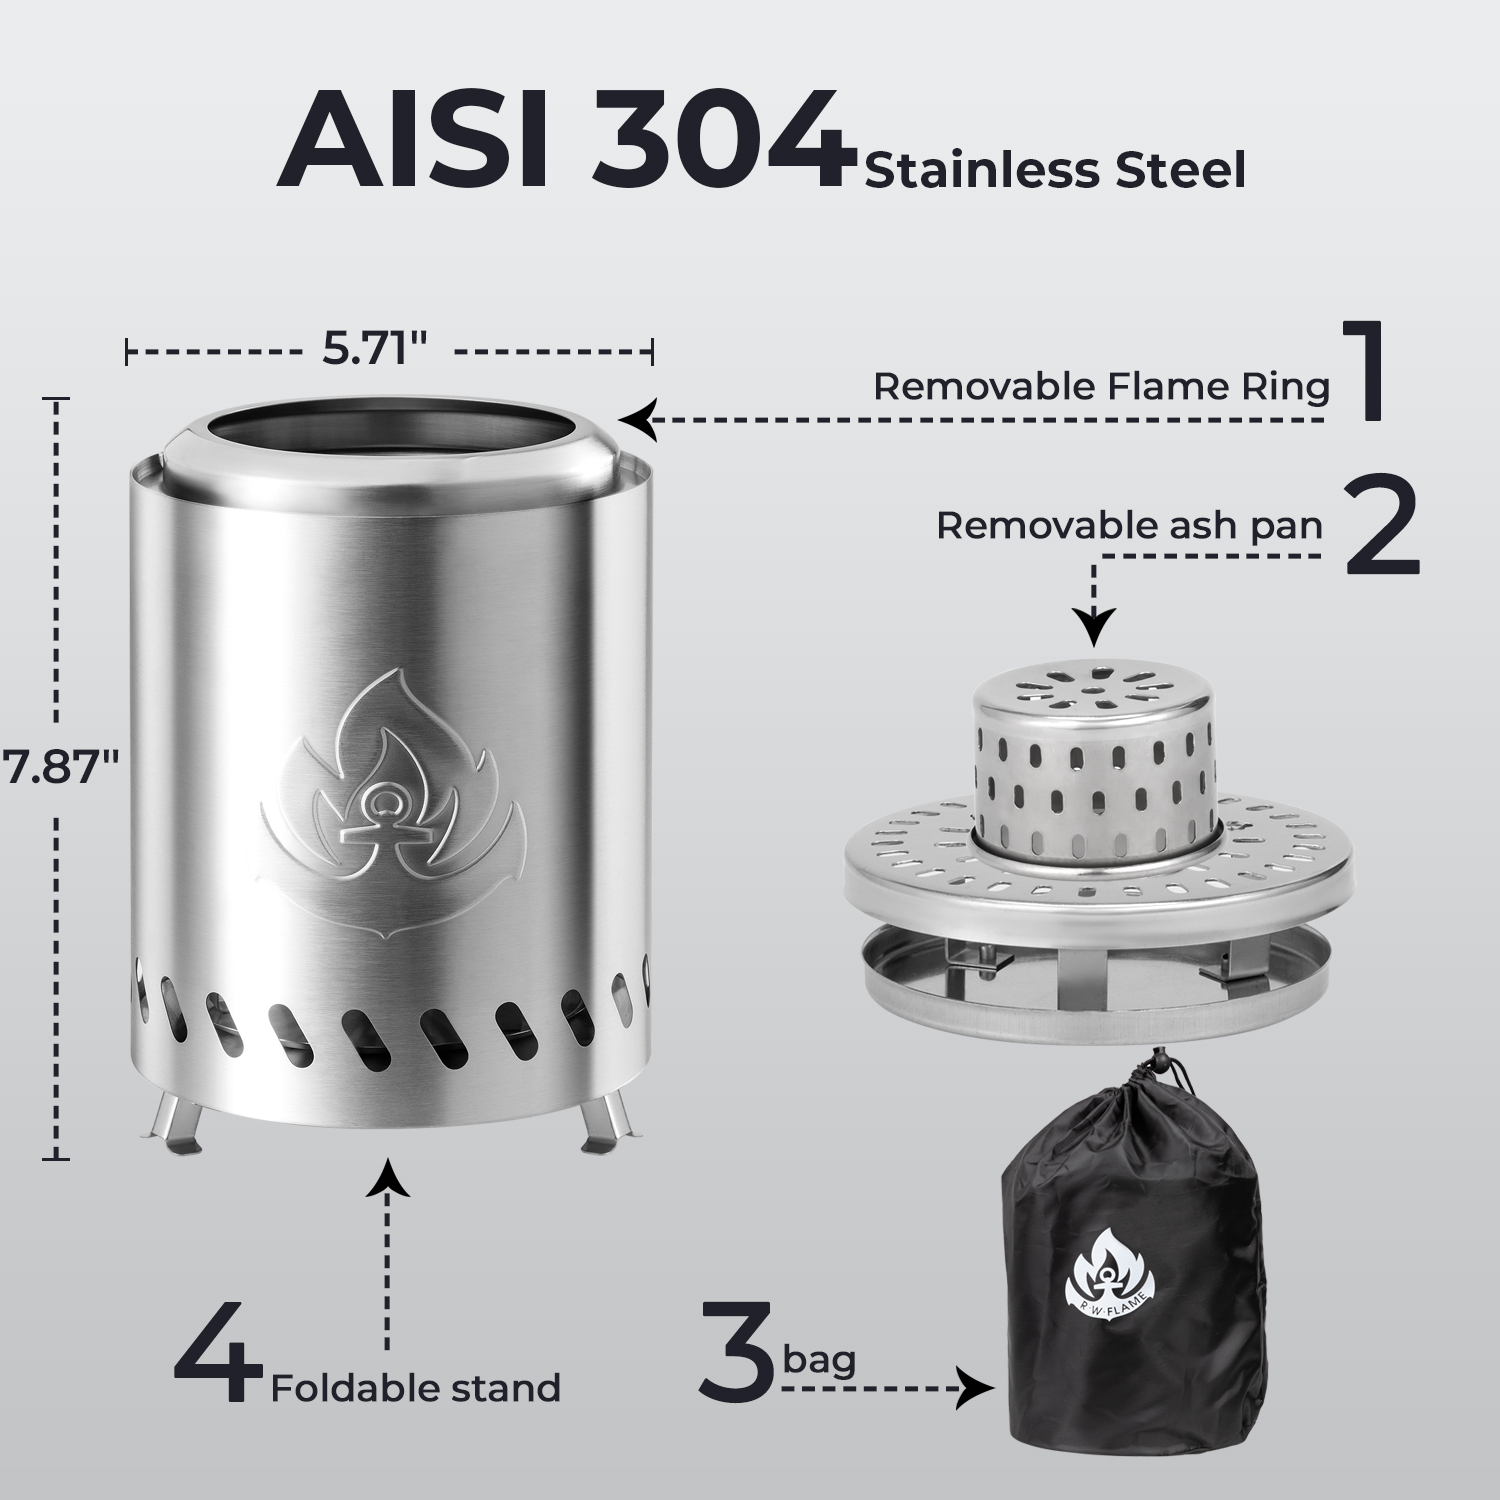 AISI 304 Stainless Steel
5.71"
Removable Flame Ring 1
Removable ash pan 2
7.87"
R·W·FLAME
4 Foldable stand
3 bag